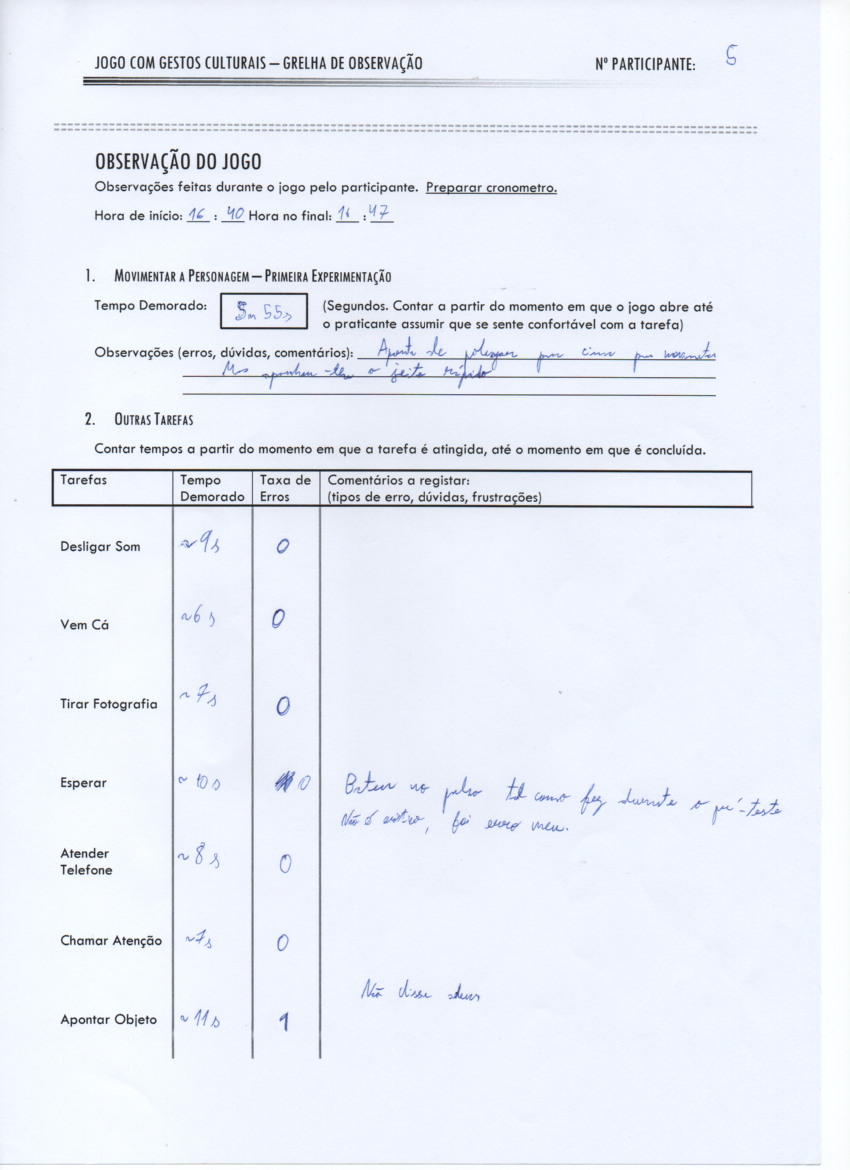 JOGO COM GESTOS CULTURAIS – GRELHA DE OBSERVAÇÃO Nº PARTICIPANTE: 5
OBSERVAÇÃO DO JOGO
Observações feitas durante o jogo pelo participante. Preparar cronometro.
Hora de início: 16 : 40 Hora no final: 16 : 47
1. MOVIMENTAR A PERSONAGEM – PRIMEIRA EXPERIMENTAÇÃO
Tempo Demorado: 5m 55s (Segundos. Contar a partir do momento em que o jogo abre até
o praticante assumir que se sente confortável com a tarefa)
Observações (erros, dúvidas, comentários): Aponta de polegar por cima
Mas apanhou-lhe o jeito rápido
2. OUTRAS TAREFAS
Contar tempos a partir do momento em que a tarefa é atingida, até o momento em que é concluída.
Tarefas Tempo Demorado Taxa de Erros Comentários a registar:
(tipos de erro, dúvidas, frustrações)
Desligar Som ~9s 0
Vem Cá ~6s 0
Tirar Fotografia ~7s 0
Esperar ~10s 0 Bateu no pulso tal como fez durante o pré-teste
Não é, foi erro meu.
Atender Telefone ~8s 0
Chamar Atenção ~7s 0
Não disse adeus
Apontar Objeto ~11s 1